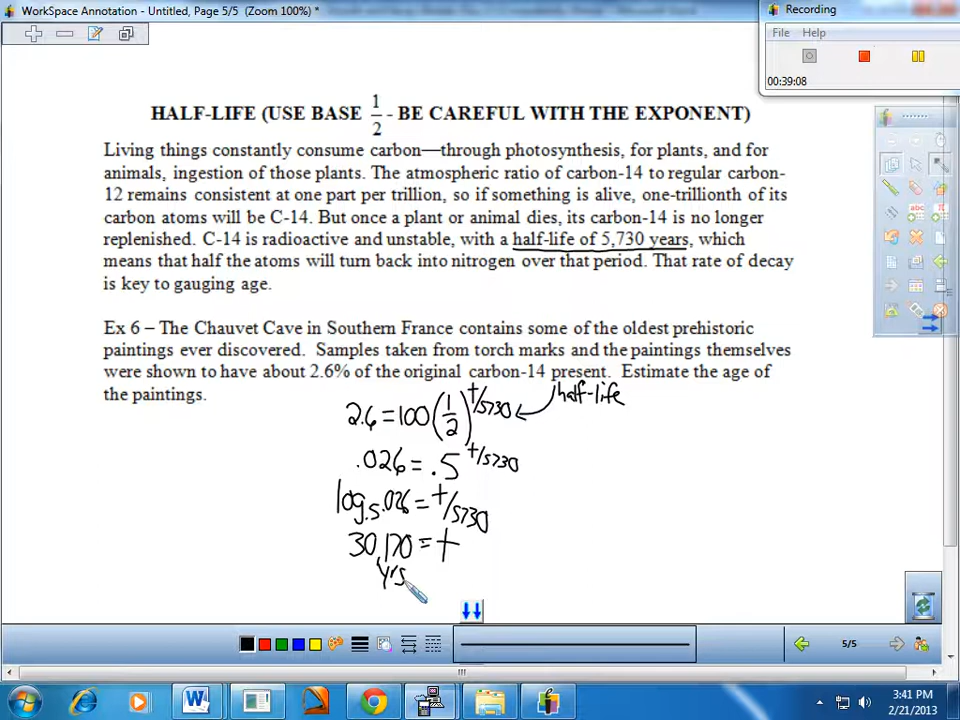 WorkSpace Annotation - Untitled, Page 5/5 (Zoom 100%) *
Recording
File Help
00:39:08
HALF-LIFE (USE BASE 1/2 - BE CAREFUL WITH THE EXPONENT)
Living things constantly consume carbon—through photosynthesis, for plants, and for
animals, ingestion of those plants. The atmospheric ratio of carbon-14 to regular carbon-
12 remains consistent at one part per trillion, so if something is alive, one-trillionth of its
carbon atoms will be C-14. But once a plant or animal dies, its carbon-14 is no longer
replenished. C-14 is radioactive and unstable, with a half-life of 5,730 years, which
means that half the atoms will turn back into nitrogen over that period. That rate of decay
is key to gauging age.
Ex 6 – The Chauvet Cave in Southern France contains some of the oldest prehistoric
paintings ever discovered. Samples taken from torch marks and the paintings themselves
were shown to have about 2.6% of the original carbon-14 present. Estimate the age of
the paintings.
2.6 = 100 (1/2)^t/5730 half-life
.026 = .5^t/5730
log.5 .026 = t/5730
30,170 = t
yrs
abc
5/5
3:41 PM
2/21/2013